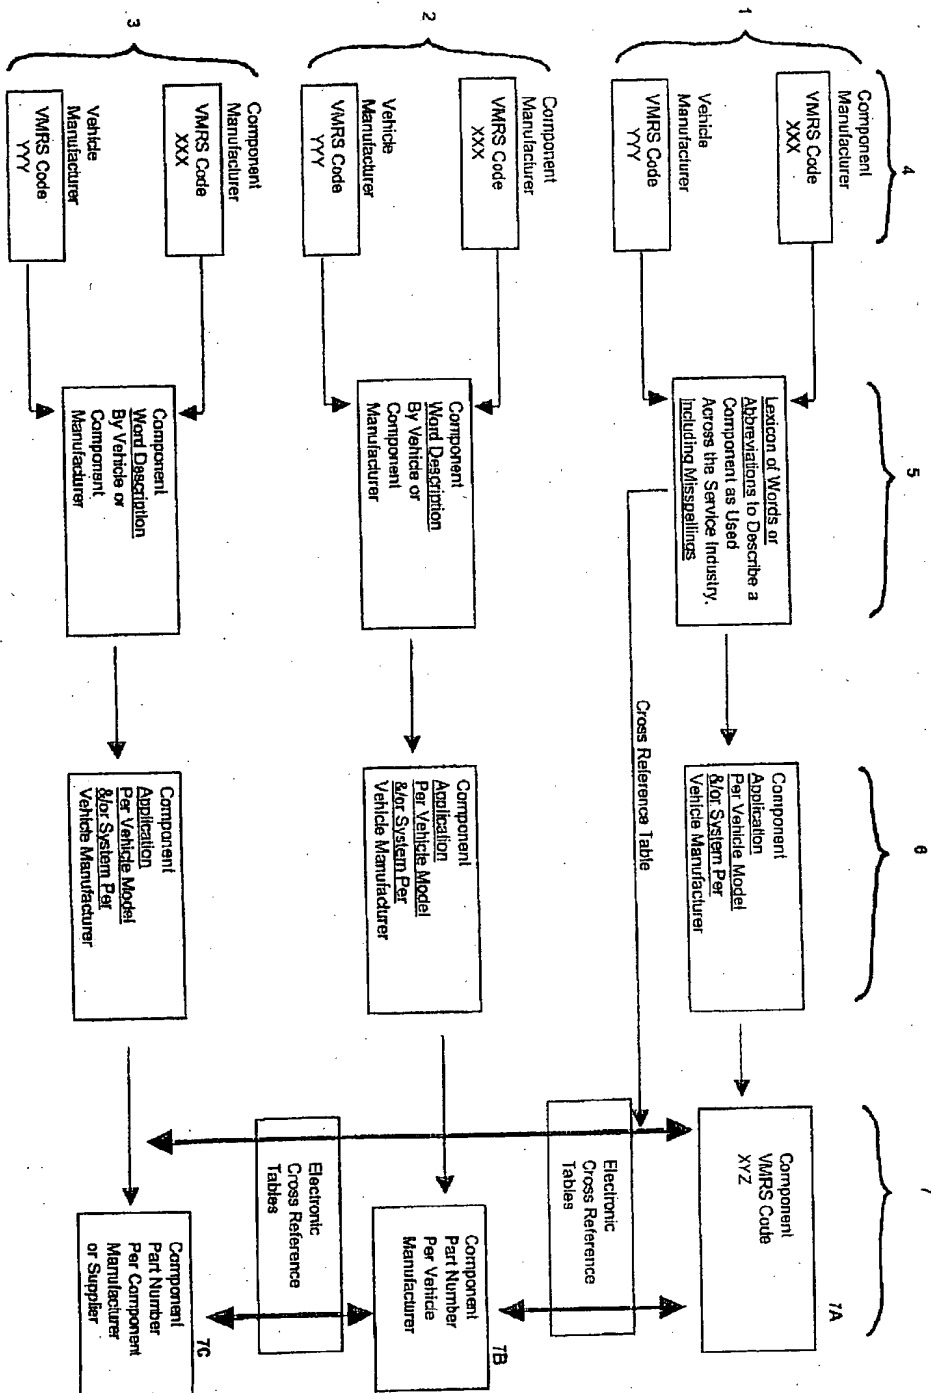 4
5
6
7
1
Component
Manufacturer
VMRS Code
XXX
Vehicle
Manufacturer
VMRS Code
YYY
Lexicon of Words or
Abbreviations to Describe a
Component as Used
Across the Service Industry,
Including Misspellings
Component
Application
Per Vehicle Model
&/or System Per
Vehicle Manufacturer
7A
Component
VMRS Code
XYZ
Cross Reference Table
Electronic
Cross Reference
Tables
2
Component
Manufacturer
VMRS Code
XXX
Vehicle
Manufacturer
VMRS Code
YYY
Component
Word Description
By Vehicle or
Component
Manufacturer
Component
Application
Per Vehicle Model
&/or System Per
Vehicle Manufacturer
7B
Component
Part Number
Per Vehicle
Manufacturer
Electronic
Cross Reference
Tables
3
Component
Manufacturer
VMRS Code
XXX
Vehicle
Manufacturer
VMRS Code
YYY
Component
Word Description
By Vehicle or
Component
Manufacturer
Component
Application
Per Vehicle Model
&/or System Per
Vehicle Manufacturer
7C
Component
Part Number
Per Component
Manufacturer
or Supplier